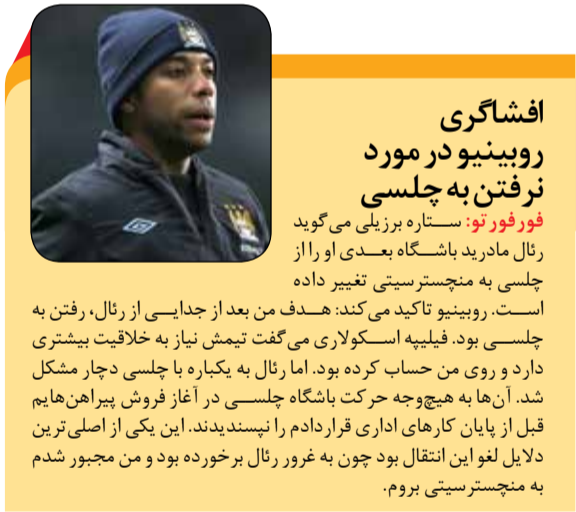 افشاگری
روبینیو در مورد
نرفتن به چلسی
فورفورتو: ستاره برزیلی می‌گوید
رئال مادرید باشگاه بعدی او را از
چلسی به منچسترسیتی تغییر داده
است. روبینیو تاکید می‌کند: هدف من بعد از جدایی از رئال، رفتن به
چلسی بود. فیلیپه اسکولاری می‌گفت تیمش نیاز به خلاقیت بیشتری
دارد و روی من حساب کرده بود. اما رئال به یکباره با چلسی دچار مشکل
شد. آن‌ها به هیچ‌وجه حرکت باشگاه چلسی در آغاز فروش پیراهن‌هایم
قبل از پایان کارهای اداری قراردادم را نپسندیدند. این یکی از اصلی‌ترین
دلایل لغو این انتقال بود چون به غرور رئال برخورده بود و من مجبور شدم
به منچسترسیتی بروم.